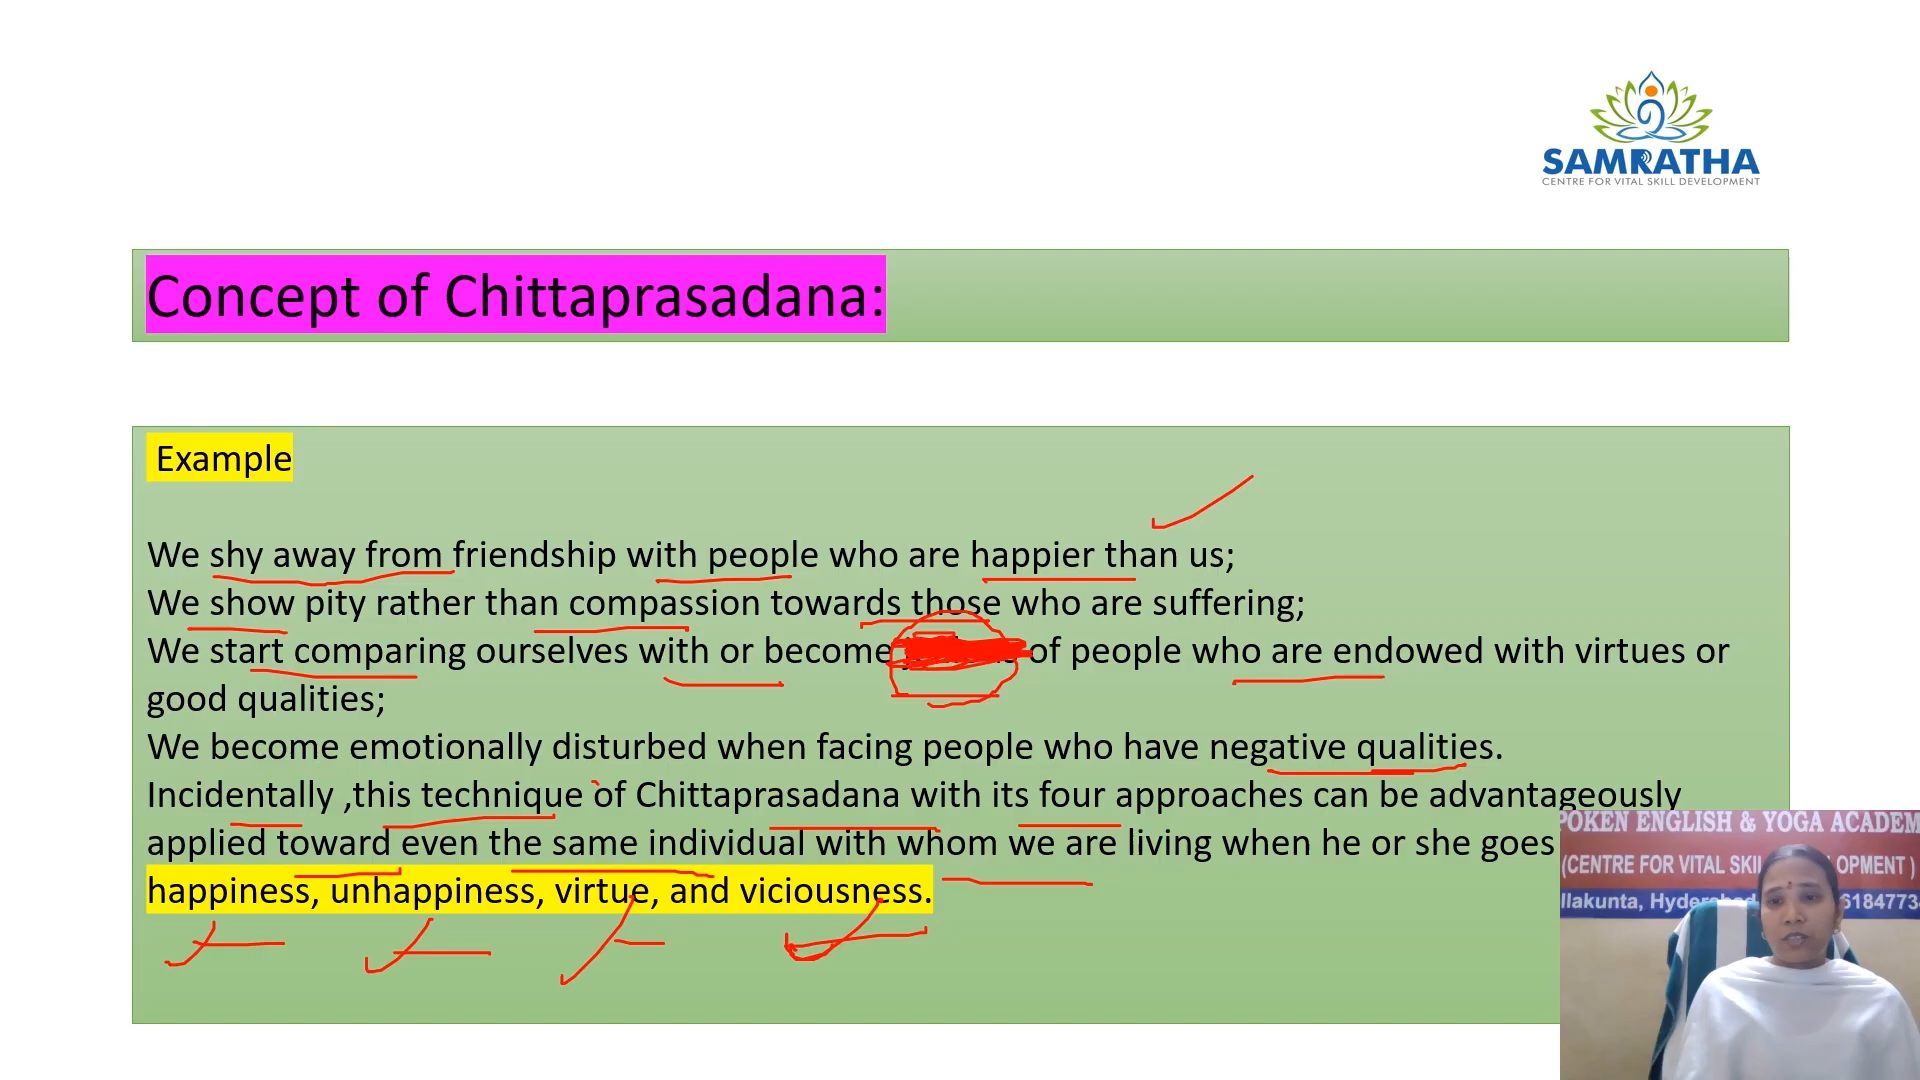 SAMRATHA
CENTRE FOR VITAL SKILL DEVELOPMENT
Concept of Chittaprasadana:
Example
We shy away from friendship with people who are happier than us;
We show pity rather than compassion towards those who are suffering;
We start comparing ourselves with or become of people who are endowed with virtues or
good qualities;
We become emotionally disturbed when facing people who have negative qualities.
Incidentally ,this technique of Chittaprasadana with its four approaches can be advantageously
applied toward even the same individual with whom we are living when he or she goes
happiness, unhappiness, virtue, and viciousness.
POKEN ENGLISH & YOGA ACADEM
(CENTRE FOR VITAL OPMENT )
llakunta, 6184773